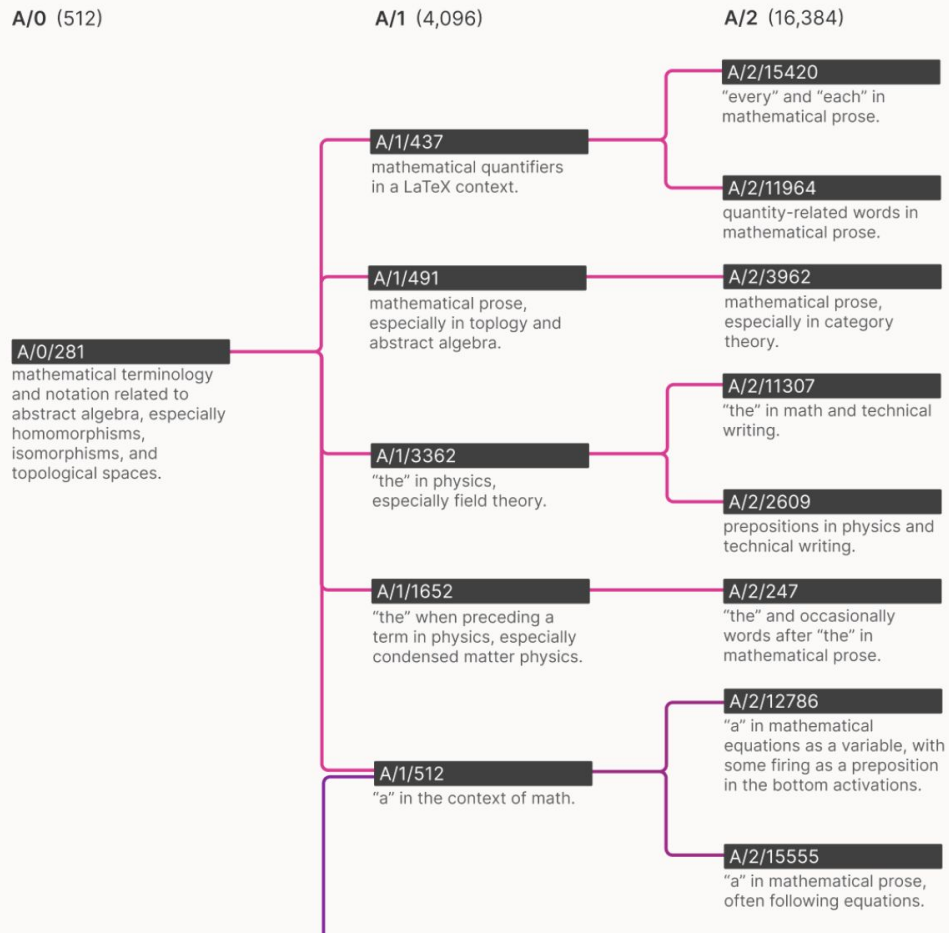 A/0 (512)
A/1 (4,096)
A/2 (16,384)
A/0/281
mathematical terminology
and notation related to
abstract algebra, especially
homomorphisms,
isomorphisms, and
topological spaces.
A/1/437
mathematical quantifiers
in a LaTeX context.
A/1/491
mathematical prose,
especially in toplogy and
abstract algebra.
A/1/3362
“the” in physics,
especially field theory.
A/1/1652
“the” when preceding a
term in physics, especially
condensed matter physics.
A/1/512
“a” in the context of math.
A/2/15420
“every” and “each” in
mathematical prose.
A/2/11964
quantity-related words in
mathematical prose.
A/2/3962
mathematical prose,
especially in category
theory.
A/2/11307
“the” in math and technical
writing.
A/2/2609
prepositions in physics and
technical writing.
A/2/247
“the” and occasionally
words after “the” in
mathematical prose.
A/2/12786
“a” in mathematical
equations as a variable, with
some firing as a preposition
in the bottom activations.
A/2/15555
“a” in mathematical prose,
often following equations.